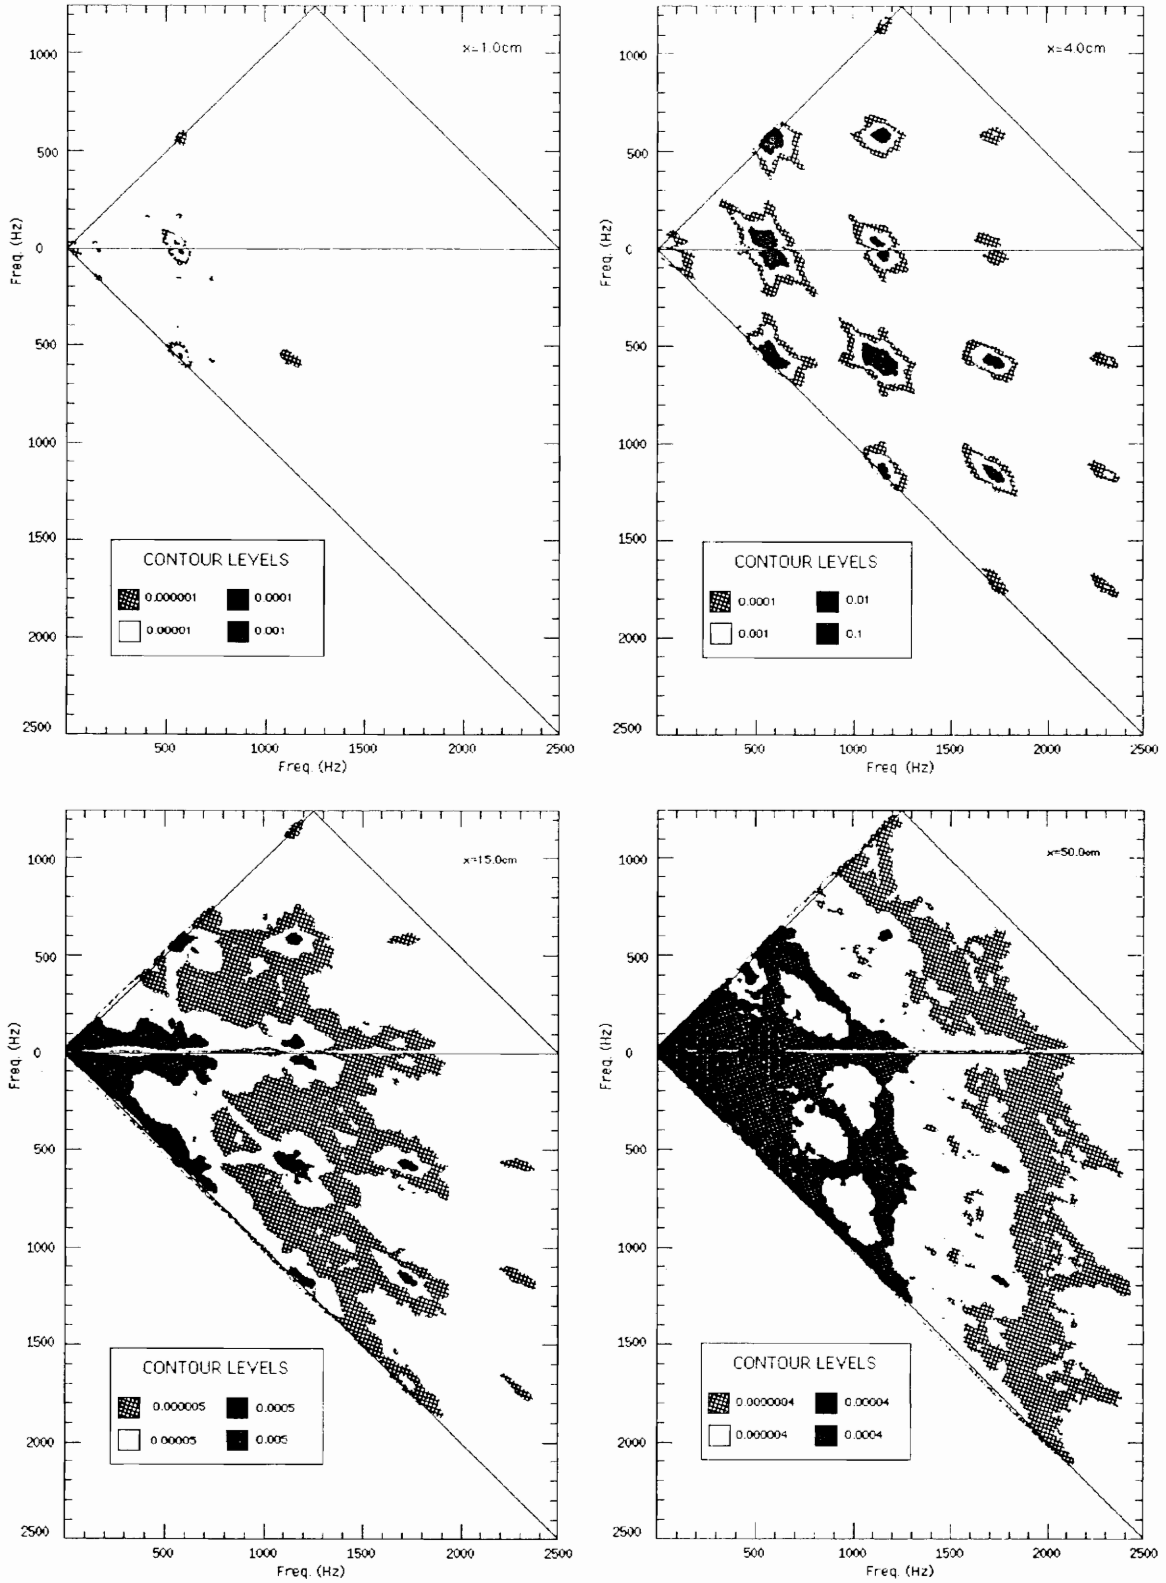 x=1.0cm
1000
500
0
500
1000
1500
2000
2500
Freq. (Hz)
CONTOUR LEVELS
0.000001 0.0001
0.00001 0.001
500 1000 1500 2000 2500
Freq. (Hz)
x=4.0cm
1000
500
0
500
1000
1500
2000
2500
Freq. (Hz)
CONTOUR LEVELS
0.0001 0.01
0.001 0.1
500 1000 1500 2000 2500
Freq. (Hz)
x=15.0cm
1000
500
0
500
1000
1500
2000
2500
Freq. (Hz)
CONTOUR LEVELS
0.000005 0.0005
0.00005 0.005
500 1000 1500 2000 2500
Freq. (Hz)
x=50.0cm
1000
500
0
500
1000
1500
2000
2500
Freq. (Hz)
CONTOUR LEVELS
0.0000004 0.00004
0.000004 0.0004
500 1000 1500 2000 2500
Freq. (Hz)